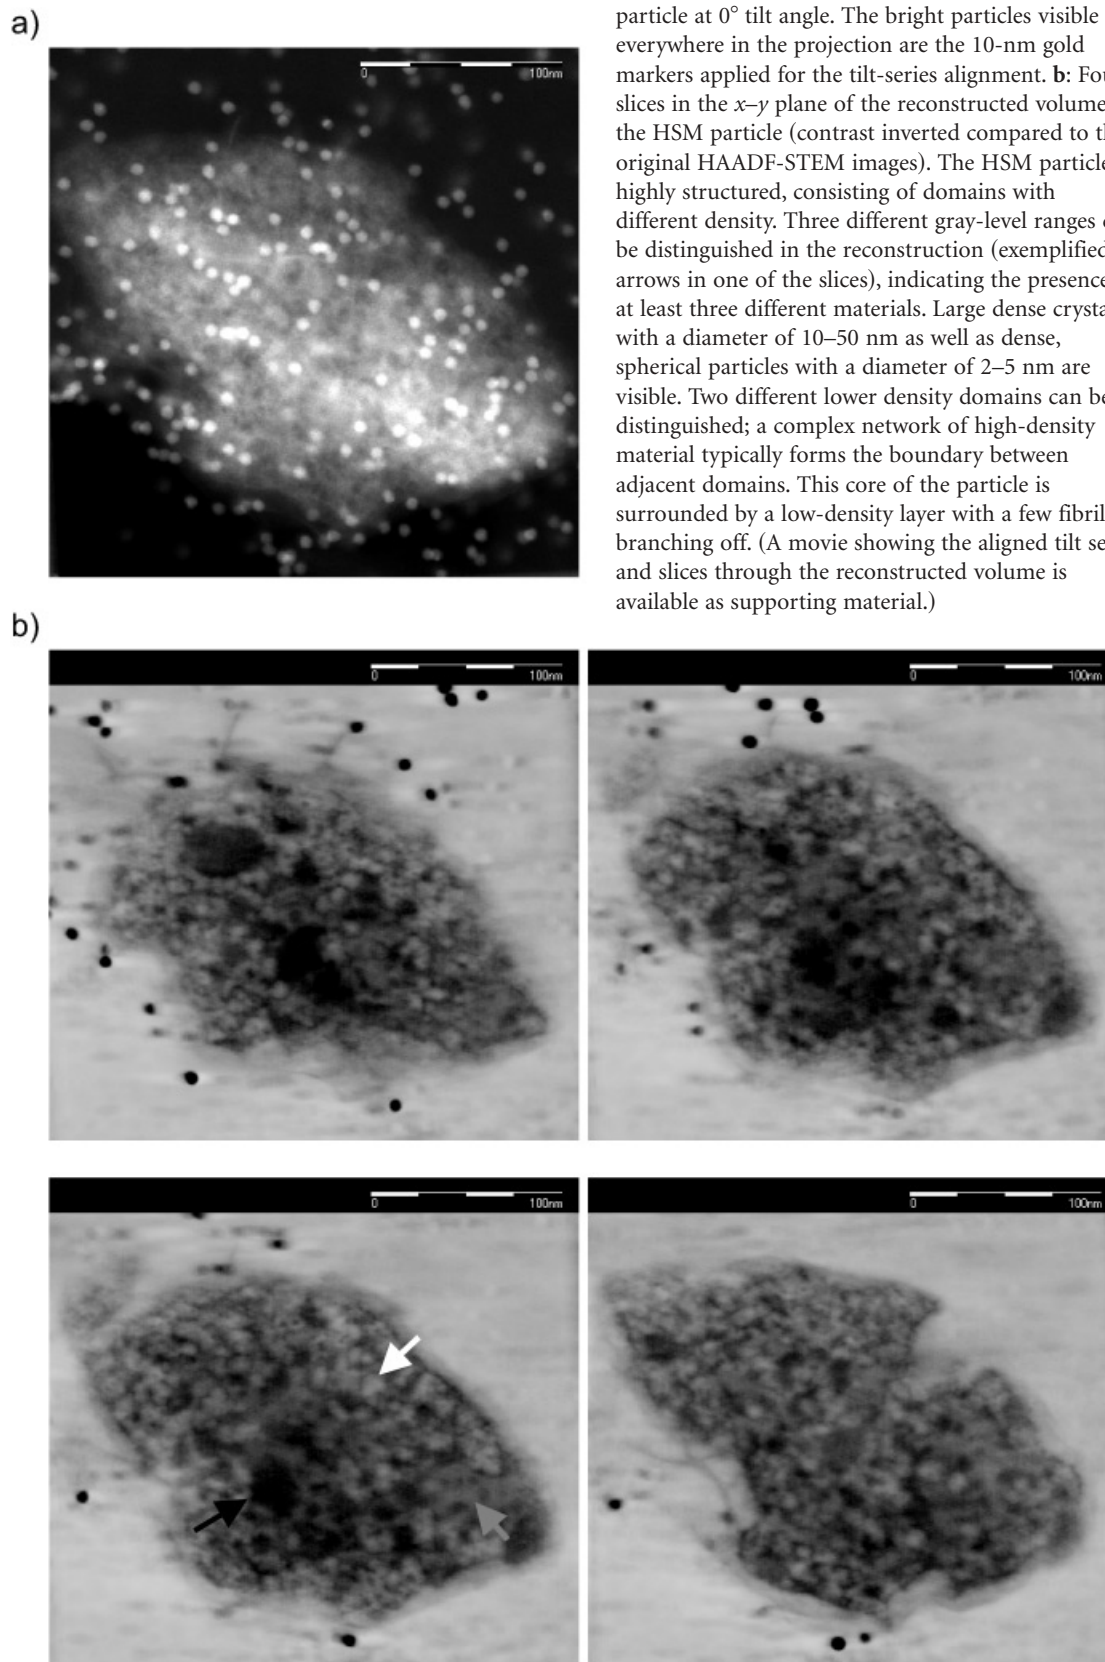 a)
0 100nm
particle at 0° tilt angle. The bright particles visible
everywhere in the projection are the 10-nm gold
markers applied for the tilt-series alignment. b: Fou
slices in the x–y plane of the reconstructed volume
the HSM particle (contrast inverted compared to th
original HAADF-STEM images). The HSM particle
highly structured, consisting of domains with
different density. Three different gray-level ranges c
be distinguished in the reconstruction (exemplified
arrows in one of the slices), indicating the presence
at least three different materials. Large dense crysta
with a diameter of 10–50 nm as well as dense,
spherical particles with a diameter of 2–5 nm are
visible. Two different lower density domains can be
distinguished; a complex network of high-density
material typically forms the boundary between
adjacent domains. This core of the particle is
surrounded by a low-density layer with a few fibril
branching off. (A movie showing the aligned tilt se
and slices through the reconstructed volume is
available as supporting material.)
b)
0 100nm
0 100nm
0 100nm
0 100nm